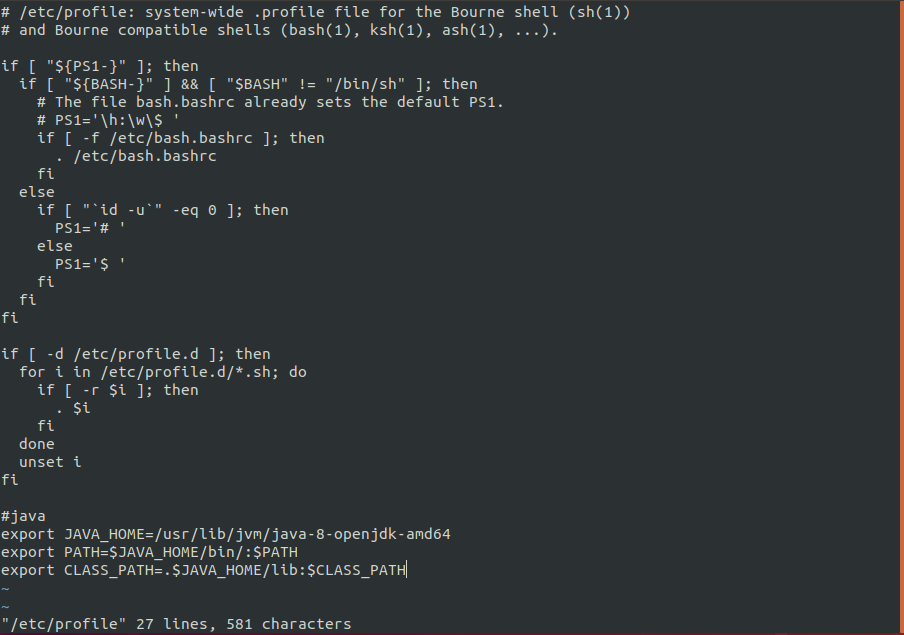 # /etc/profile: system-wide .profile file for the Bourne shell (sh(1))
# and Bourne compatible shells (bash(1), ksh(1), ash(1), ...).

if [ "${PS1-}" ]; then
  if [ "${BASH-}" ] && [ "$BASH" != "/bin/sh" ]; then
    # The file bash.bashrc already sets the default PS1.
    # PS1='\h:\w\$ '
    if [ -f /etc/bash.bashrc ]; then
      . /etc/bash.bashrc
    fi
  else
    if [ "`id -u`" -eq 0 ]; then
      PS1='# '
    else
      PS1='$ '
    fi
  fi
fi

if [ -d /etc/profile.d ]; then
  for i in /etc/profile.d/*.sh; do
    if [ -r $i ]; then
      . $i
    fi
  done
  unset i
fi

#java
export JAVA_HOME=/usr/lib/jvm/java-8-openjdk-amd64
export PATH=$JAVA_HOME/bin/:$PATH
export CLASS_PATH=.$JAVA_HOME/lib:$CLASS_PATH
~
~
"/etc/profile" 27 lines, 581 characters